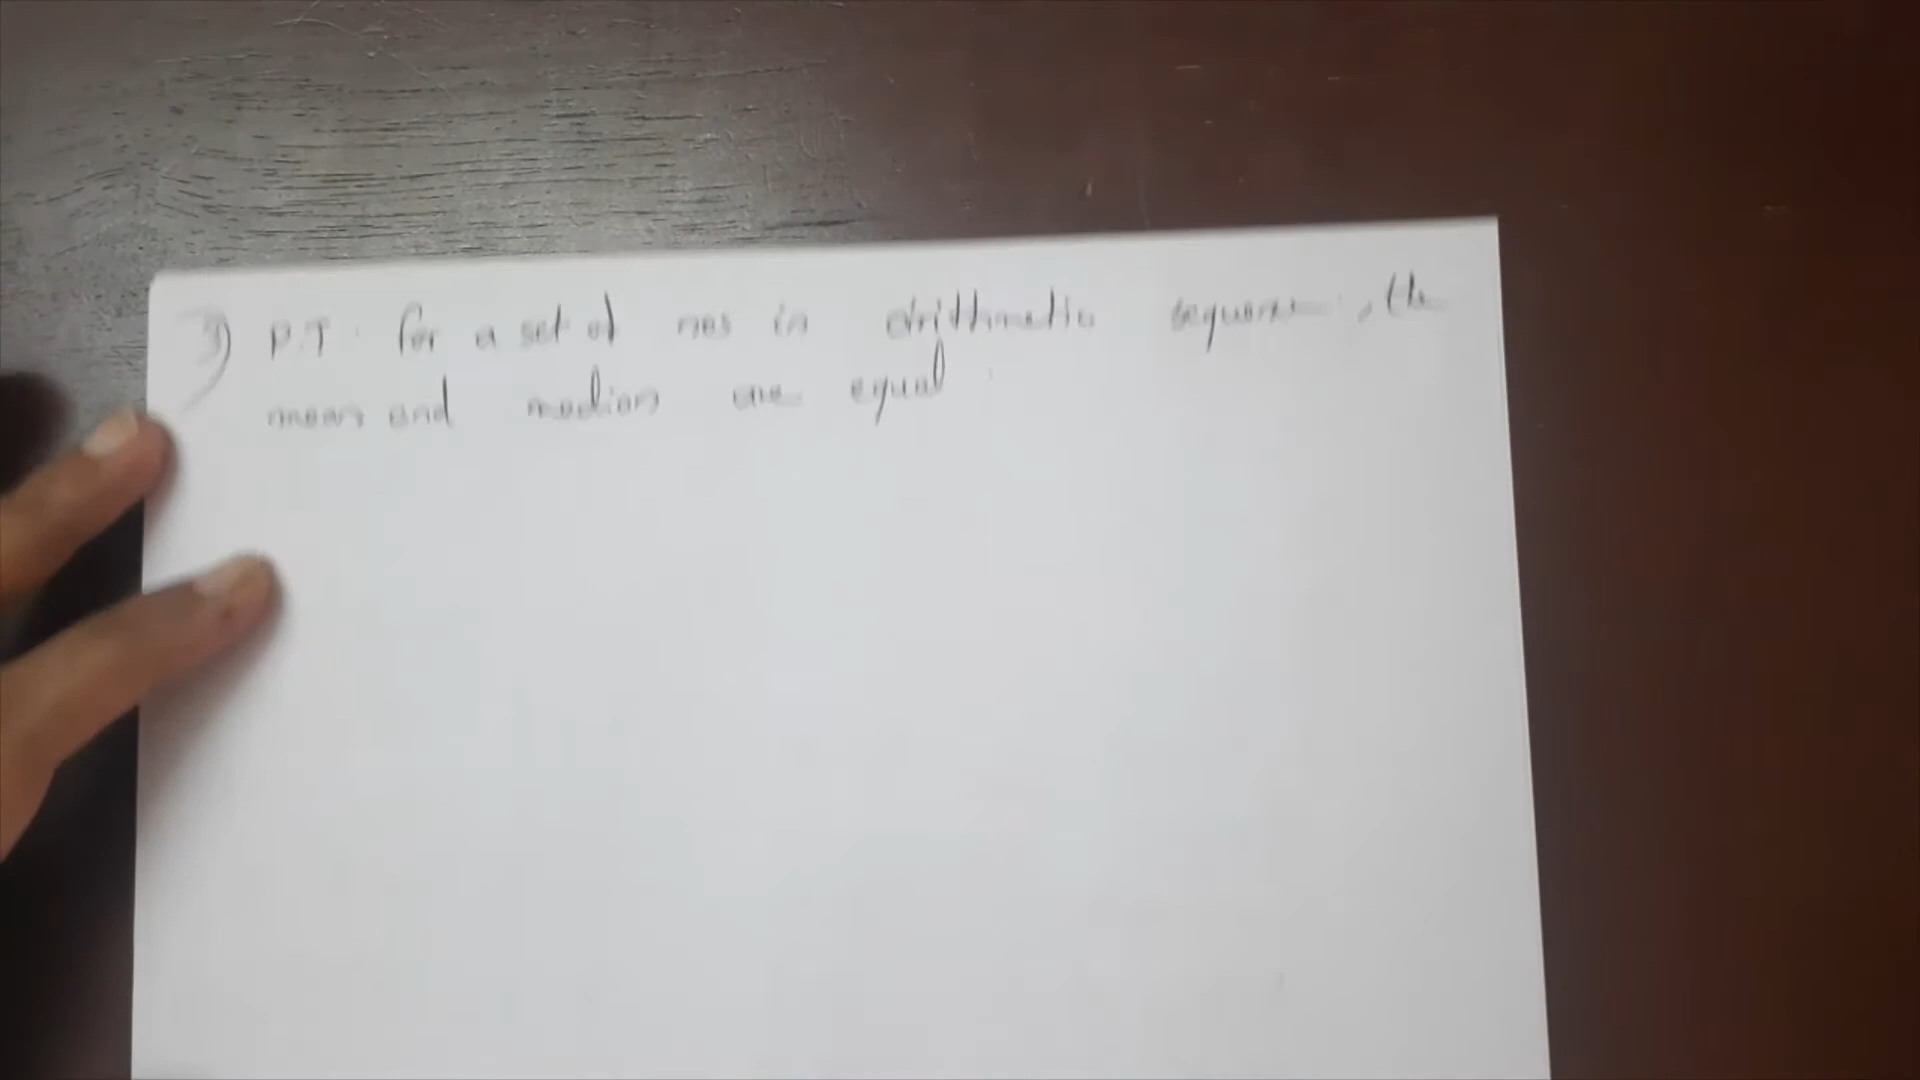 3) P.T. for a set of nos in arithmetic sequence, the
mean and median are equal.